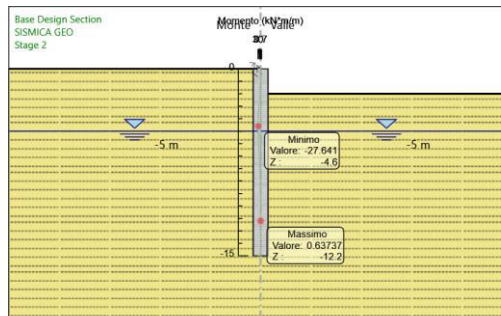 Base Design Section
SISMICA GEO
Stage 2
Momento (kN*m/m)
Monte
Valle
0
-5 m
-5 m
Minimo
Valore: -27.641
Z : -4.6
Massimo
Valore: 0.63737
Z : -12.2
-15